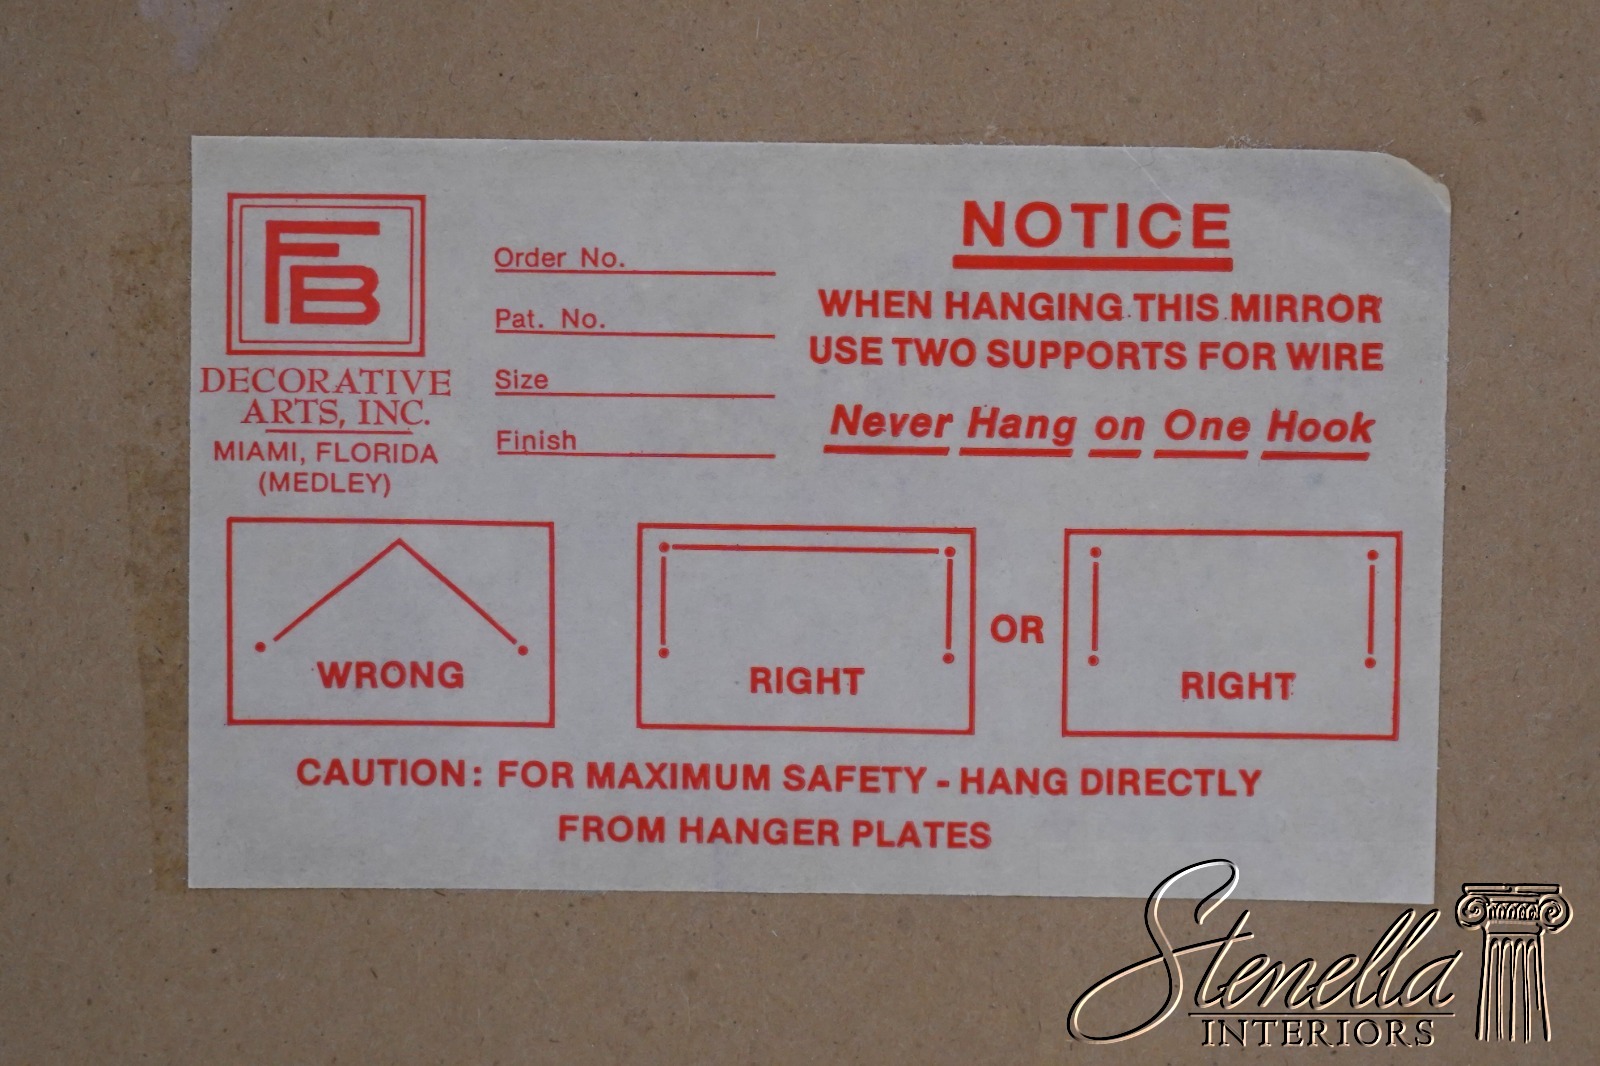 FB
DECORATIVE
ARTS, INC.
MIAMI, FLORIDA
(MEDLEY)
Order No.
Pat. No.
Size
Finish
NOTICE
WHEN HANGING THIS MIRROR
USE TWO SUPPORTS FOR WIRE
Never Hang on One Hook
WRONG
RIGHT
OR
RIGHT
CAUTION: FOR MAXIMUM SAFETY - HANG DIRECTLY
FROM HANGER PLATES
Stenella
INTERIORS